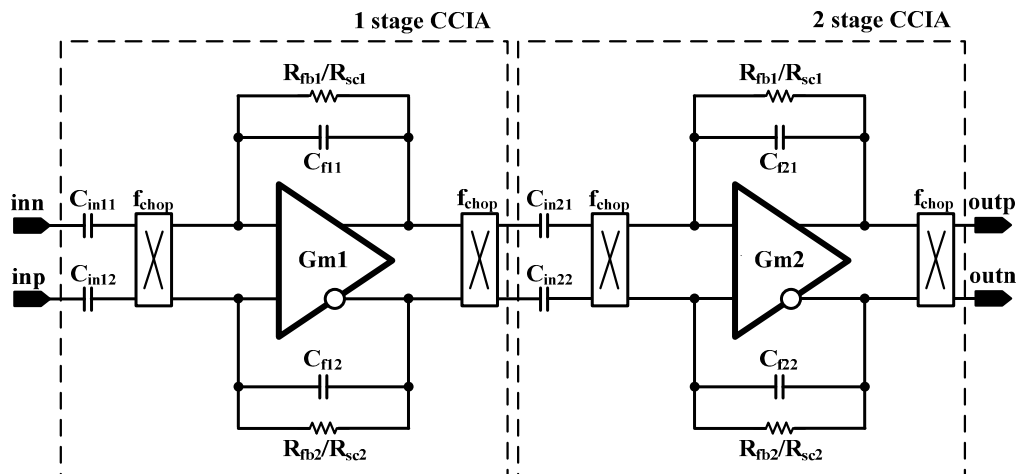 1 stage CCIA
2 stage CCIA
Rfb1/Rsc1
Rfb1/Rsc1
Cf11
Cf21
inn
Cin11
fchop
fchop
Cin21
fchop
fchop
outp
Gm1
Gm2
inp
Cin12
Cin22
outn
Cf12
Cf22
Rfb2/Rsc2
Rfb2/Rsc2